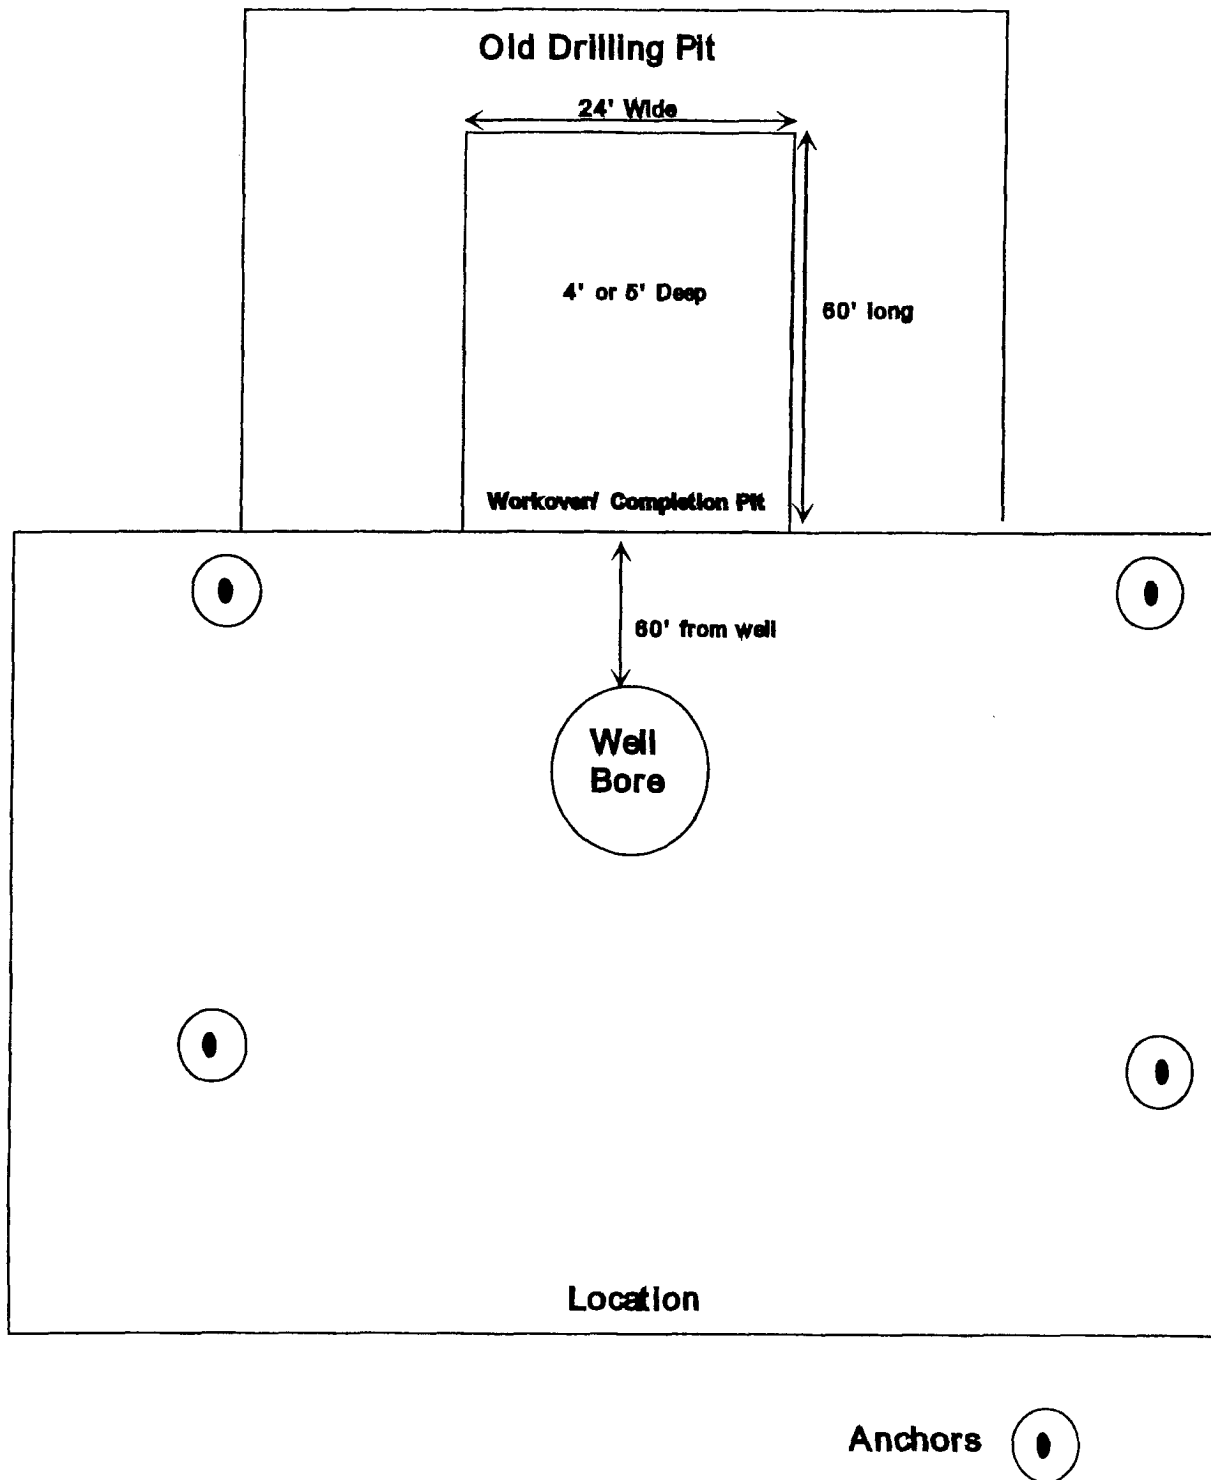 Old Drilling Pit
24' Wide
4' or 5' Deep
60' long
Workover/ Completion Pit
60' from well
Well
Bore
Location
Anchors